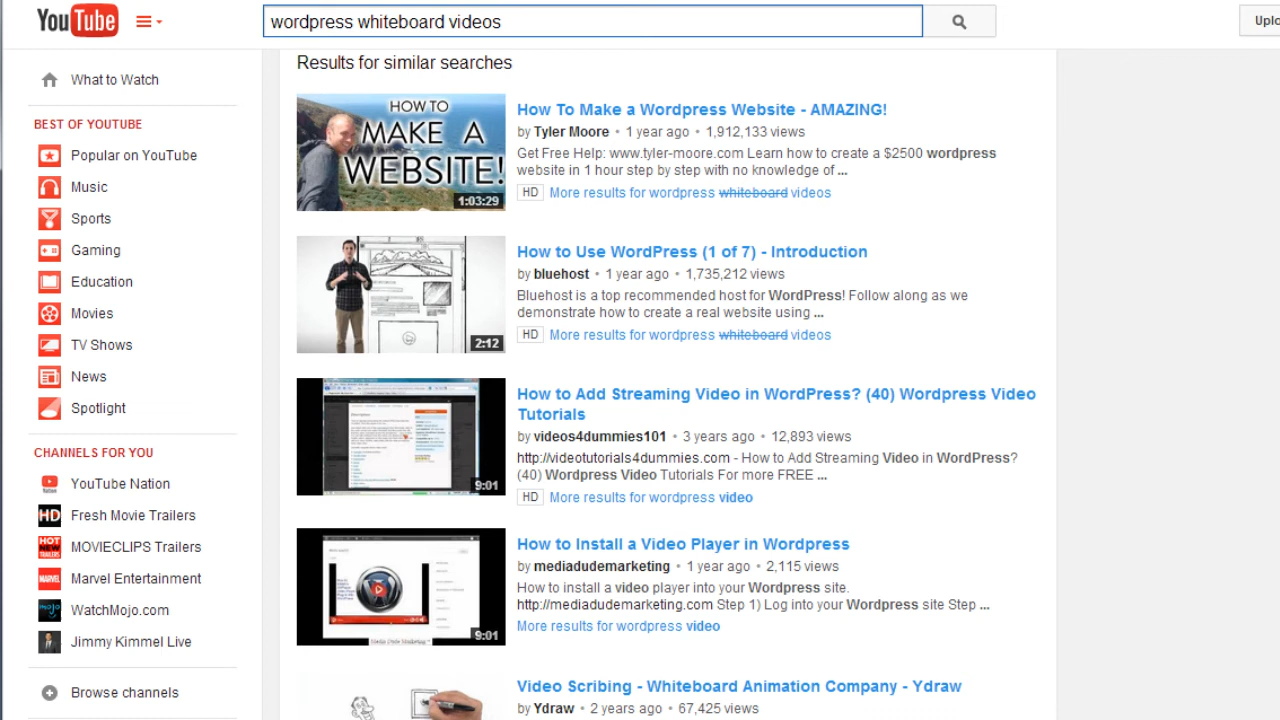 YouTube
wordpress whiteboard videos
Uplo
What to Watch
BEST OF YOUTUBE
Popular on YouTube
Music
Sports
Gaming
Education
Movies
TV Shows
News
Spotlight
CHANNELS FOR YOU
YouTube Nation
HD Fresh Movie Trailers
HOT NEW TRAILERS MOVIECLIPS Trailers
MARVEL Marvel Entertainment
mojo WatchMojo.com
Jimmy Kimmel Live
Browse channels
Results for similar searches
HOW TO
MAKE A
WEBSITE!
1:03:29
How To Make a Wordpress Website - AMAZING!
by Tyler Moore • 1 year ago • 1,912,133 views
Get Free Help: www.tyler-moore.com Learn how to create a $2500 wordpress
website in 1 hour step by step with no knowledge of ...
HD More results for wordpress whiteboard videos
2:12
How to Use WordPress (1 of 7) - Introduction
by bluehost • 1 year ago • 1,735,212 views
Bluehost is a top recommended host for WordPress! Follow along as we
demonstrate how to create a real website using ...
HD More results for wordpress whiteboard videos
9:01
How to Add Streaming Video in WordPress? (40) Wordpress Video
Tutorials
by videos4dummies101 • 3 years ago • 12,883 views
http://videotutorials4dummies.com - How to Add Streaming Video in WordPress?
(40) Wordpress Video Tutorials For more FREE ...
HD More results for wordpress video
Media Dude Marketing
9:01
How to Install a Video Player in Wordpress
by mediadudemarketing • 1 year ago • 2,115 views
How to install a video player into your Wordpress site.
http://mediadudemarketing.com Step 1) Log into your Wordpress site Step ...
More results for wordpress video
Video Scribing - Whiteboard Animation Company - Ydraw
by Ydraw • 2 years ago • 67,425 views